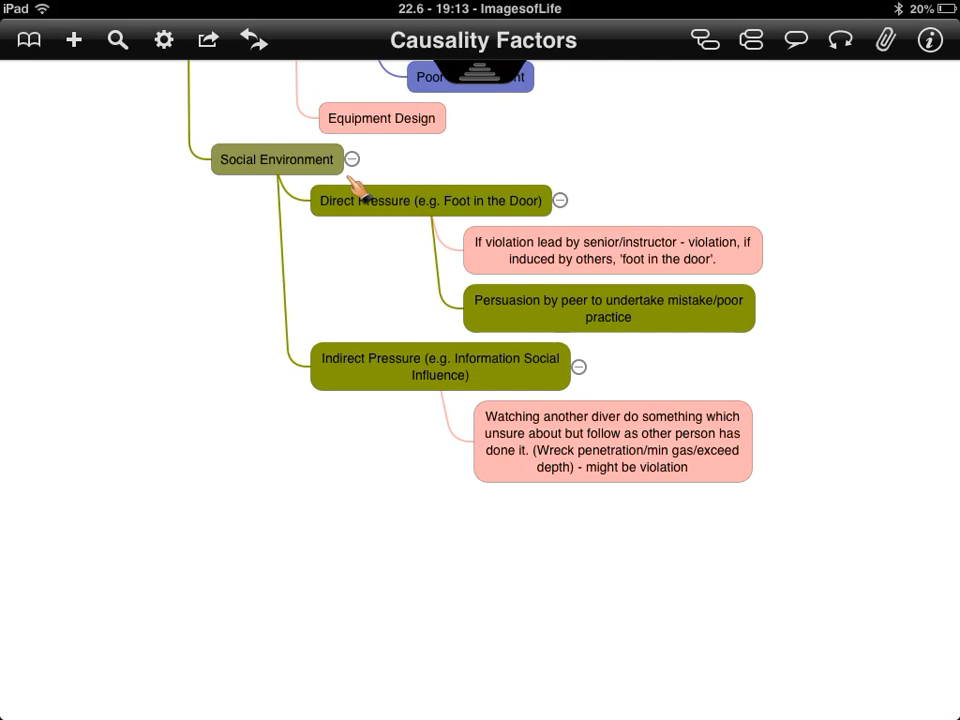 iPad 22.6 - 19:13 - ImagesofLife 20%
Causality Factors
Poor
Equipment Design
Social Environment
Direct Pressure (e.g. Foot in the Door)
If violation lead by senior/instructor - violation, if
induced by others, 'foot in the door'.
Persuasion by peer to undertake mistake/poor
practice
Indirect Pressure (e.g. Information Social
Influence)
Watching another diver do something which
unsure about but follow as other person has
done it. (Wreck penetration/min gas/exceed
depth) - might be violation